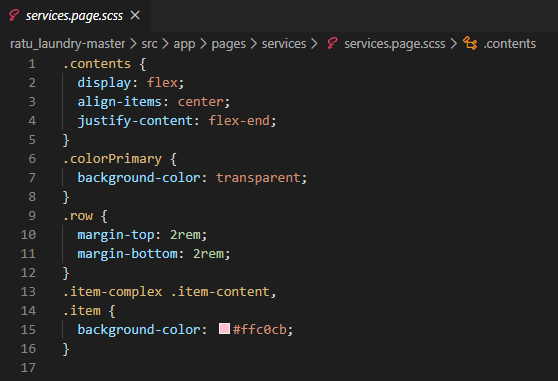 services.page.scss
ratu_laundry-master > src > app > pages > services > services.page.scss > .contents
1 .contents {
2 display: flex;
3 align-items: center;
4 justify-content: flex-end;
5 }
6 .colorPrimary {
7 background-color: transparent;
8 }
9 .row {
10 margin-top: 2rem;
11 margin-bottom: 2rem;
12 }
13 .item-complex .item-content,
14 .item {
15 background-color: #ffc0cb;
16 }
17